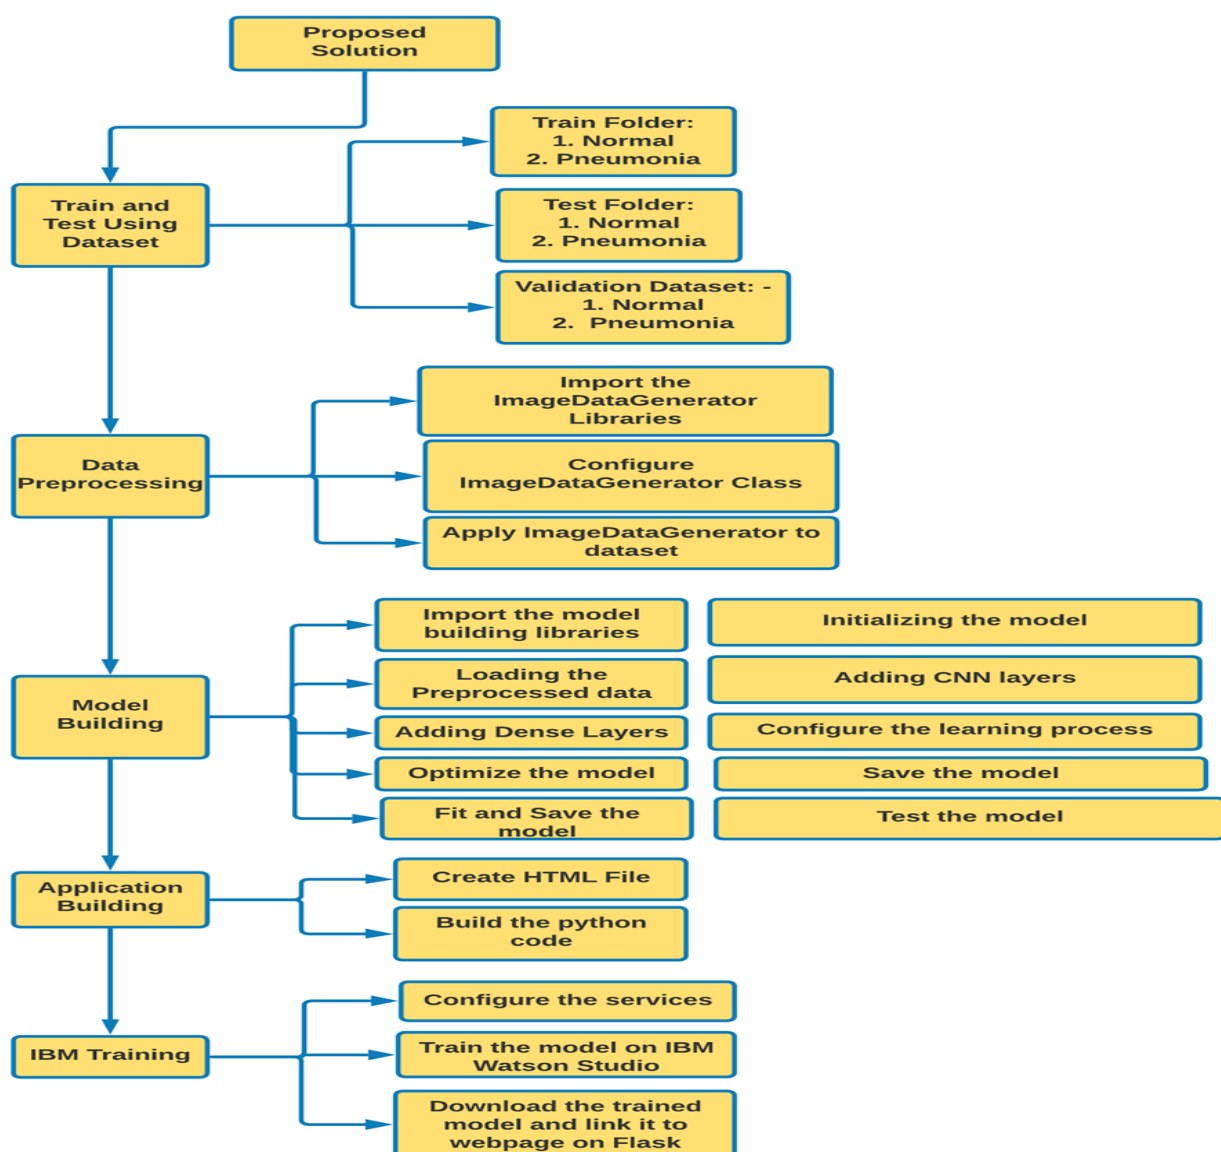 Proposed
Solution
Train Folder:
1. Normal
2. Pneumonia
Train and
Test Using
Dataset
Test Folder:
1. Normal
2. Pneumonia
Validation Dataset: -
1. Normal
2. Pneumonia
Data
Preprocessing
Import the
ImageDataGenerator
Libraries
Configure
ImageDataGenerator Class
Apply ImageDataGenerator to
dataset
Model
Building
Import the model
building libraries
Initializing the model
Loading the
Preprocessed data
Adding CNN layers
Adding Dense Layers
Configure the learning process
Optimize the model
Save the model
Fit and Save the
model
Test the model
Application
Building
Create HTML File
Build the python
code
IBM Training
Configure the services
Train the model on IBM
Watson Studio
Download the trained
model and link it to
webpage on Flask